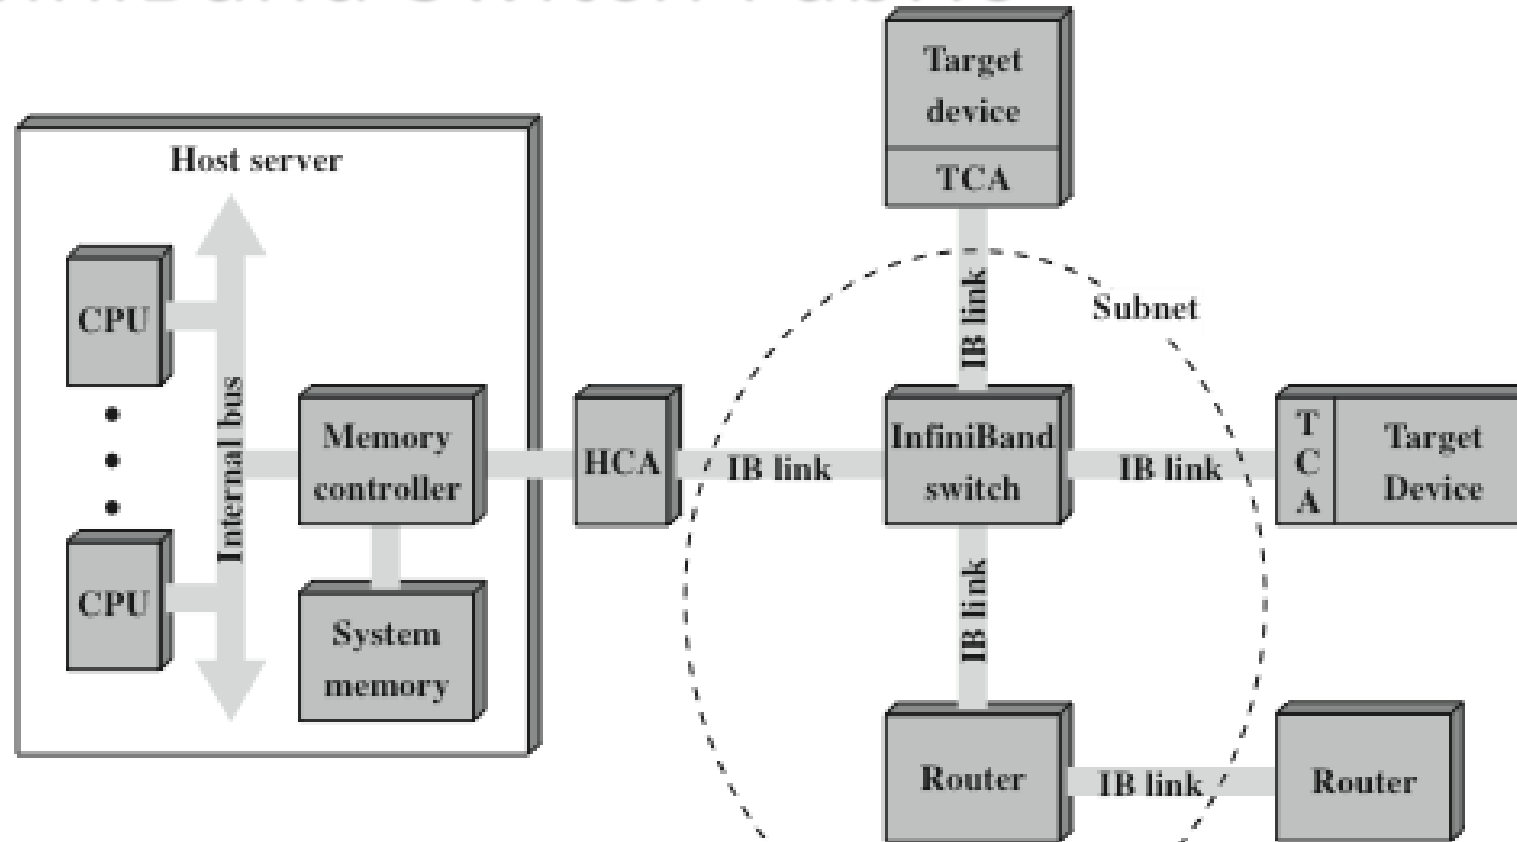 Target
device
TCA
Host server
CPU
Internal bus
CPU
Memory
controller
System
memory
HCA
IB link
IB link
Subnet
InfiniBand
switch
IB link
T
C
A
Target
Device
IB link
Router
IB link
Router